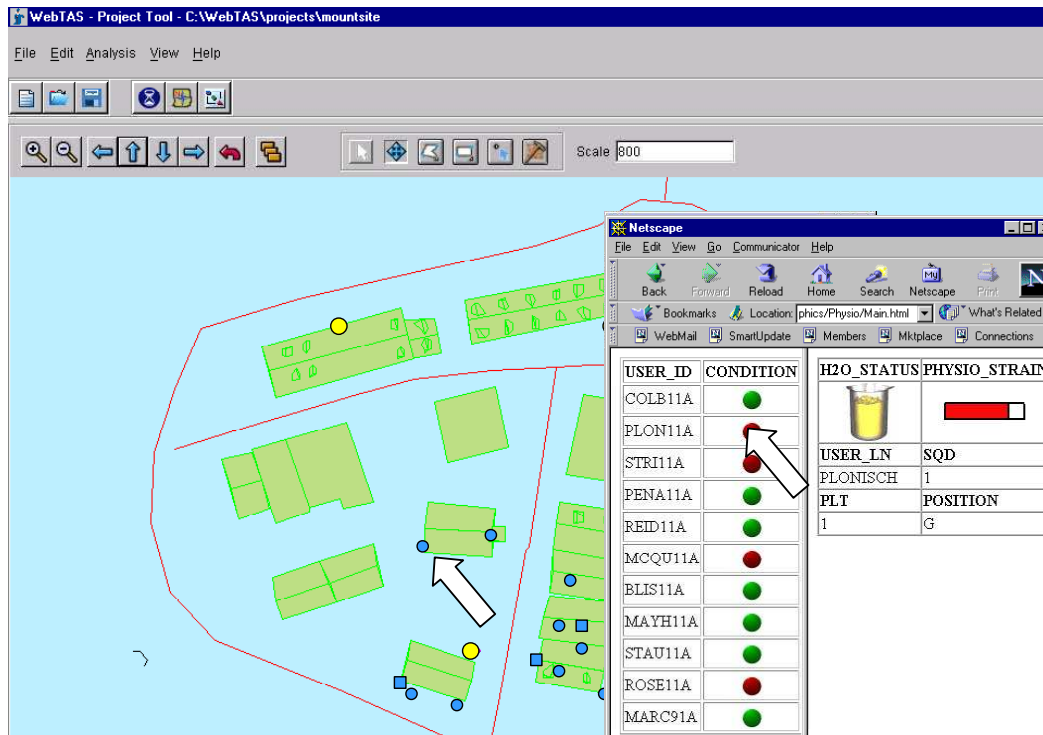 WebTAS - Project Tool - C:\WebTAS\projects\mountsite
File Edit Analysis View Help
Scale 800
Netscape
File Edit View Go Communicator Help
Back Forward Reload Home Search Netscape Print N
Bookmarks Location: phics/Physio/Main.html What's Related
WebMail SmartUpdate Members Mktplace Connections
USER_ID CONDITION
COLB11A
PLON11A
STRI11A
PENA11A
REID11A
MCQU11A
BLIS11A
MAYH11A
STAU11A
ROSE11A
MARC91A
H2O_STATUS PHYSIO_STRAIN
USER_LN SQD
PLONISCH 1
PLT POSITION
1 G